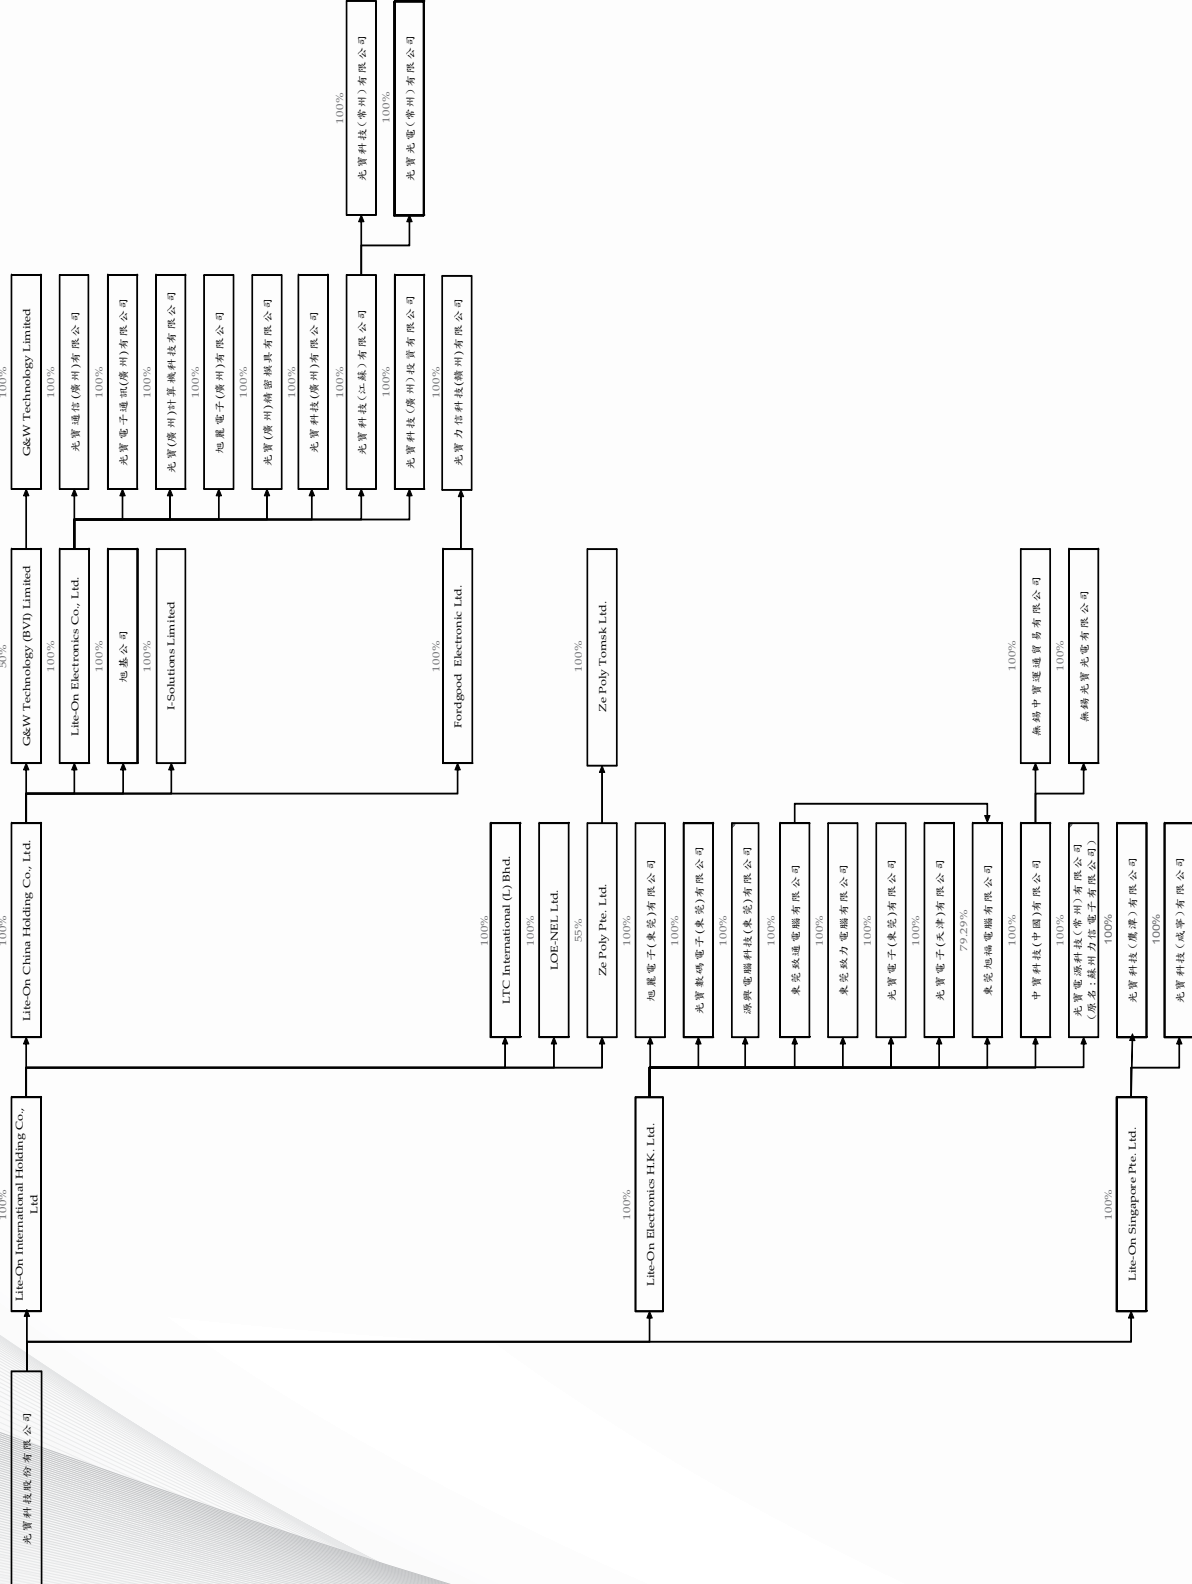 光寶科技股份有限公司
100%
Lite-On International Holding Co.,
Ltd
100%
Lite-On China Holding Co., Ltd.
50%
G&W Technology (BVI) Limited
100%
G&W Technology Limited
100%
Lite-On Electronics Co., Ltd.
100%
光寶通信(廣州)有限公司
100%
光寶電子通訊(廣州)有限公司
100%
光寶(廣州)計算機科技有限公司
100%
旭麗電子(廣州)有限公司
100%
光寶(廣州)精密模具有限公司
100%
光寶科技(廣州)有限公司
100%
光寶科技(江蘇)有限公司
100%
光寶科技(常州)有限公司
100%
光寶光電(常州)有限公司
100%
光寶科技(廣州)投資有限公司
100%
旭基公司
100%
I-Solutions Limited
100%
Fordgood Electronic Ltd.
100%
光寶力信科技(贛州)有限公司
100%
LTC International (L) Bhd.
100%
LOE-NEL Ltd.
55%
Ze Poly Pte. Ltd.
100%
Ze Poly Tomsk Ltd.
100%
Lite-On Electronics H.K. Ltd.
100%
旭麗電子(東莞)有限公司
100%
光寶數碼電子(東莞)有限公司
100%
源興電腦科技(東莞)有限公司
100%
東莞致通電腦有限公司
100%
東莞致力電腦有限公司
100%
光寶電子(東莞)有限公司
100%
光寶電子(天津)有限公司
79.29%
東莞旭福電腦有限公司
100%
中寶科技(中國)有限公司
100%
無錫中寶運通貿易有限公司
100%
無錫光寶光電有限公司
100%
光寶電源科技(常州)有限公司
(原名：蘇州力信電子有限公司)
100%
Lite-On Singapore Pte. Ltd.
100%
光寶科技(鷹潭)有限公司
100%
光寶科技(咸寧)有限公司